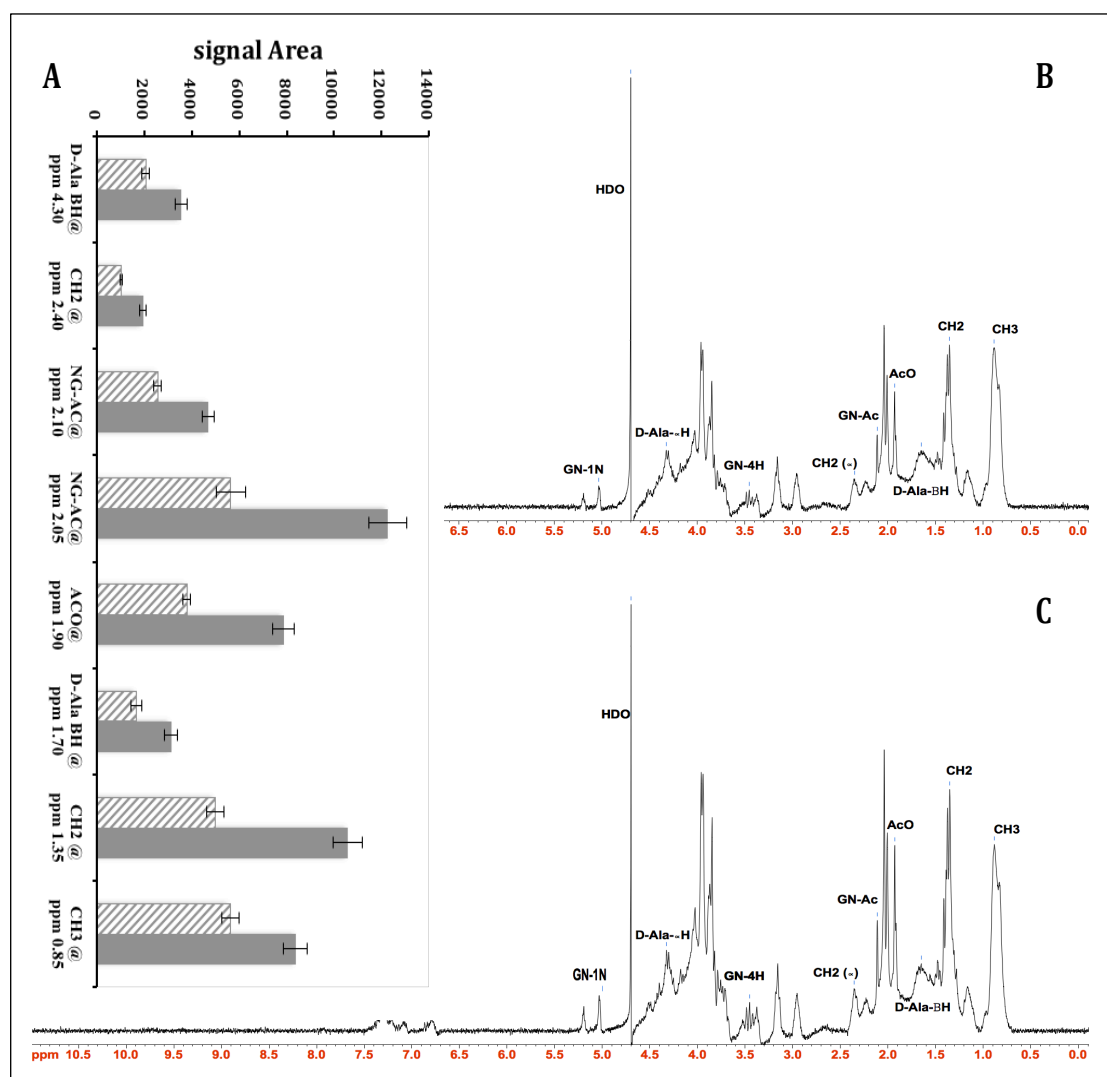 A
signal Area
0
2000
4000
6000
8000
10000
12000
14000
D-Ala BH@
ppm 4.30
CH2 @
ppm 2.40
NG-AC@
ppm 2.10
NG-AC@
ppm 2.05
ACO@
ppm 1.90
D-Ala BH @
ppm 1.70
CH2 @
ppm 1.35
CH3 @
ppm 0.85
B
HDO
CH2
CH3
AcO
GN-Ac
D-Ala-∝H
GN-1N
GN-4H
CH2 (∝)
D-Ala-BH
6.5 6.0 5.5 5.0 4.5 4.0 3.5 3.0 2.5 2.0 1.5 1.0 0.5 0.0
C
HDO
CH2
AcO
CH3
GN-Ac
D-Ala-∝H
GN-1N
GN-4H
CH2 (∝)
D-Ala-BH
ppm 10.5 10.0 9.5 9.0 8.5 8.0 7.5 7.0 6.5 6.0 5.5 5.0 4.5 4.0 3.5 3.0 2.5 2.0 1.5 1.0 0.5 0.0